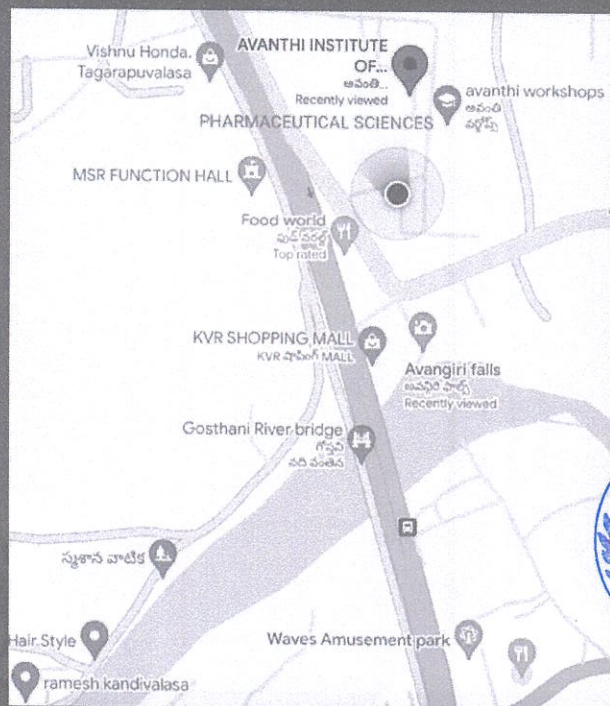 Vishnu Honda.
Tagarapuvalasa
AVANTHI INSTITUTE
OF...
అవంతి...
Recently viewed
PHARMACEUTICAL SCIENCES
avanthi workshops
అవంతి
వర్క్షాప్స్
MSR FUNCTION HALL
Food world
ఫుడ్ వరల్డ్
Top rated
KVR SHOPPING MALL
KVR షాపింగ్ MALL
Avangiri falls
అవన్గిరి ఫాల్స్
Recently viewed
Gosthani River bridge
గోస్తని
నది వంతెన
స్మశాన వాటిక
Hair Style
Waves Amusement park
ramesh kandivalasa